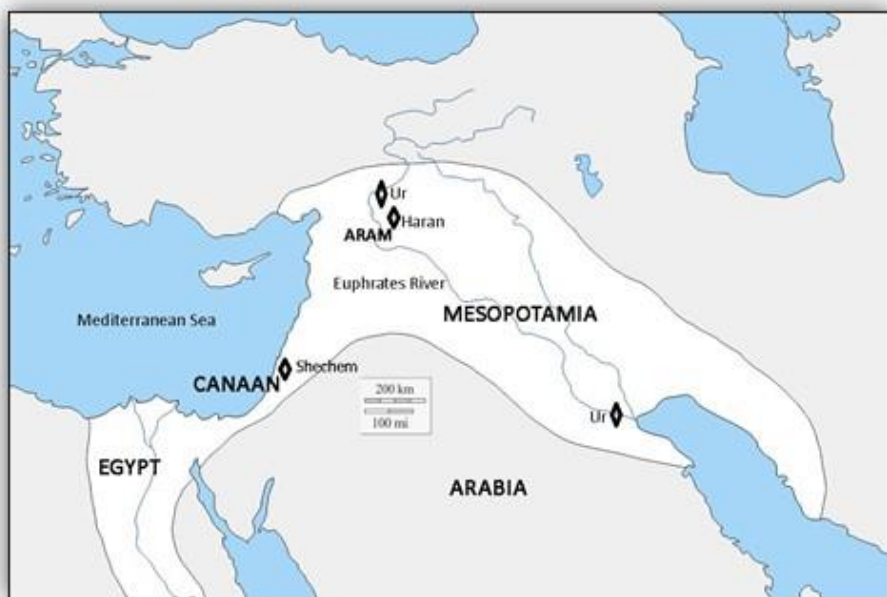 Ur
Haran
ARAM
Euphrates River
MESOPOTAMIA
Mediterranean Sea
Shechem
CANAAN
200 km
100 mi
Ur
EGYPT
ARABIA